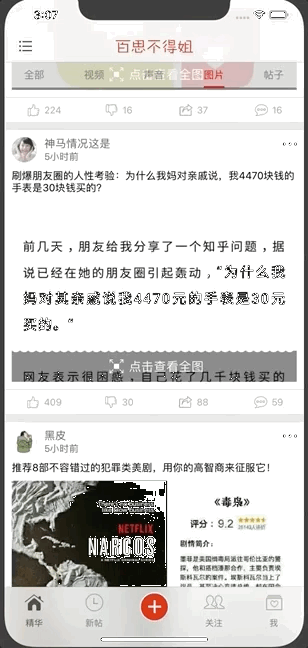 3:07
百思不得姐
全部 视频 声音 图片 帖子
点击查看全图
224 16 37 16
神马情况这是
5小时前
刷爆朋友圈的人性考验：为什么我妈对亲戚说，我4470块钱的
手表是30块钱买的？
前几天，朋友给我分享了一个知乎问题，据
说已经在她的朋友圈引起轰动，“为什么我
妈对其亲戚说我4470元的手表是30元
买的。”
点击查看全图
网友表示很困惑，自己花了几千块钱买的
409 30 88 59
黑皮
5小时前
推荐8部不容错过的犯罪类美剧，用你的高智商来征服它！
NETFLIX
NARCOS
《毒枭》
评分：9.2
剧情简介：
精华 新帖 关注 我